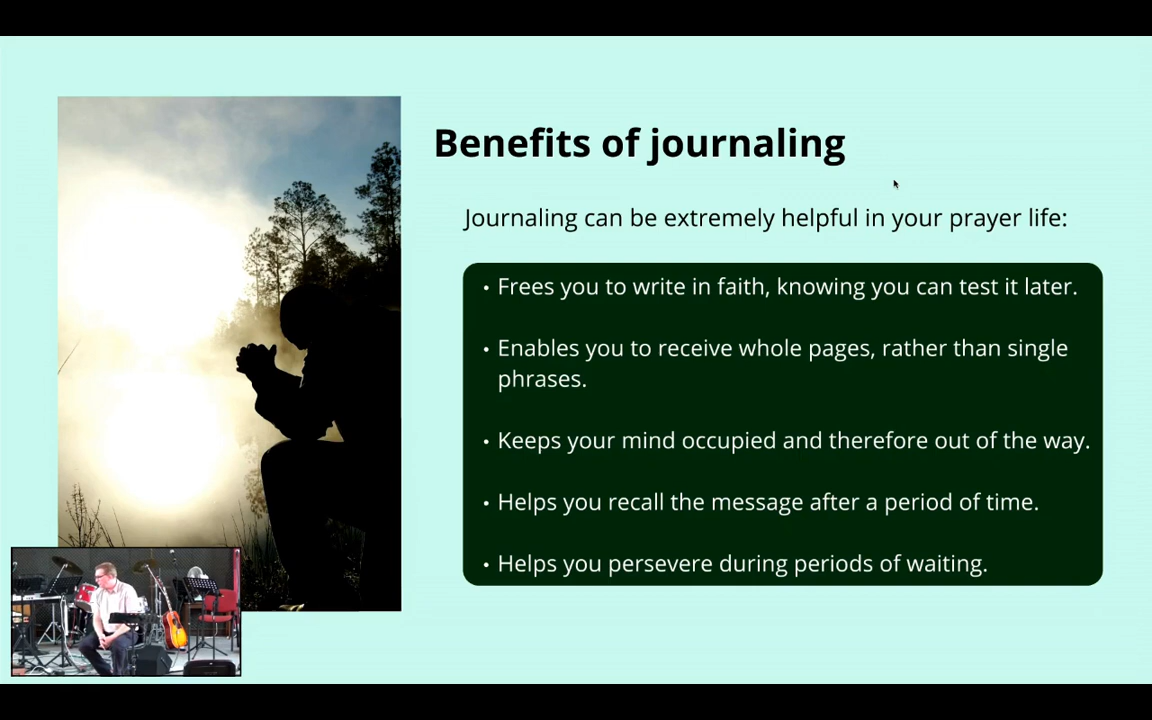 Benefits of journaling
Journaling can be extremely helpful in your prayer life:
• Frees you to write in faith, knowing you can test it later.
• Enables you to receive whole pages, rather than single
phrases.
• Keeps your mind occupied and therefore out of the way.
• Helps you recall the message after a period of time.
• Helps you persevere during periods of waiting.